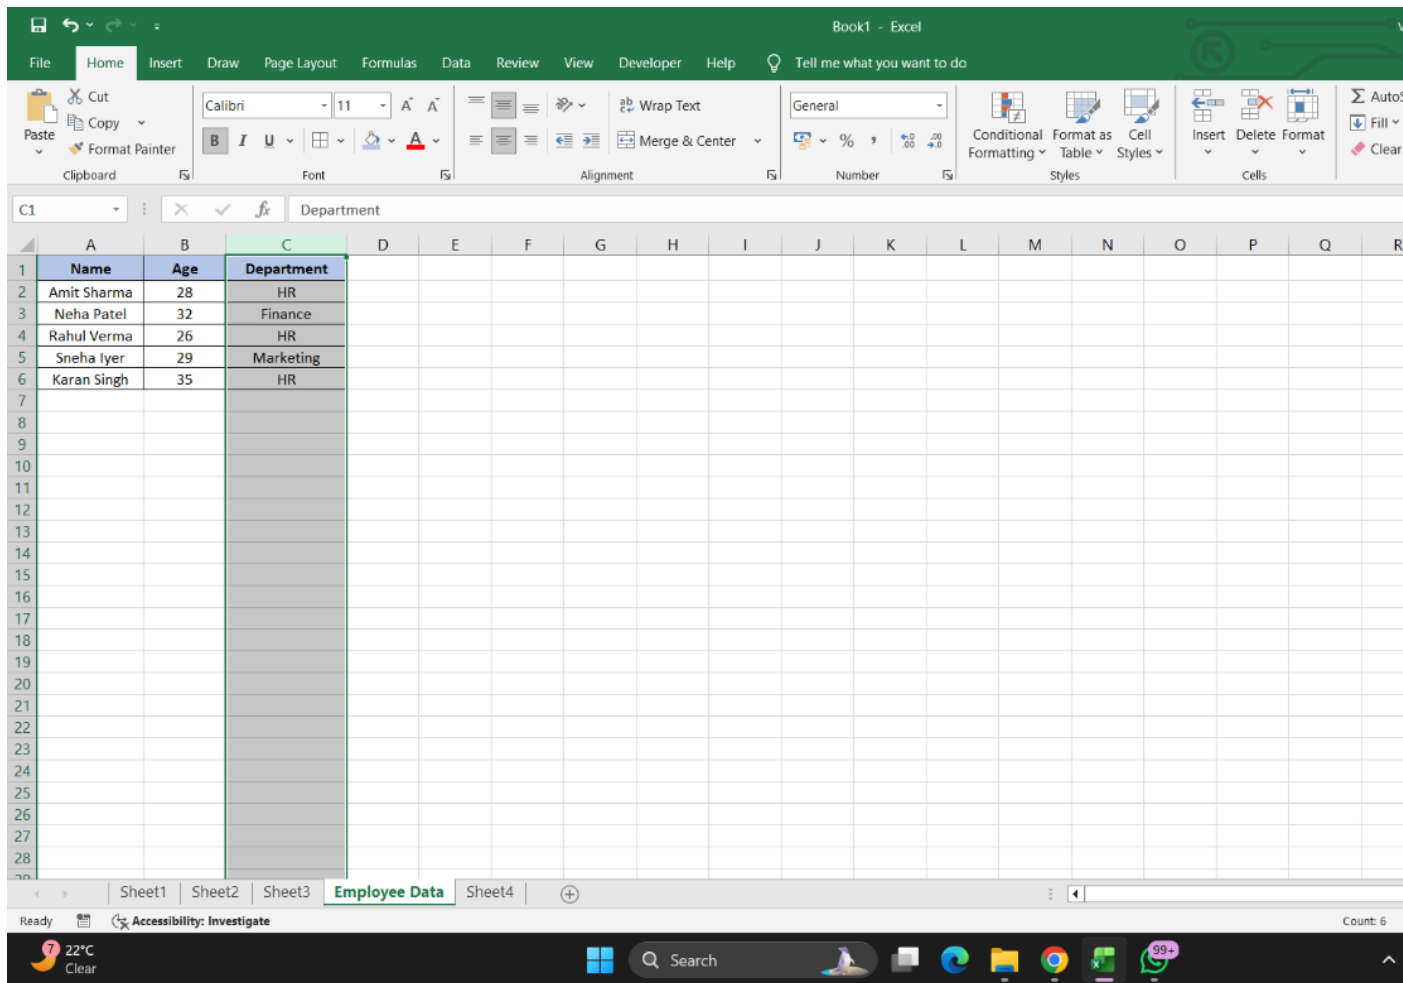 Book1 - Excel
File Home Insert Draw Page Layout Formulas Data Review View Developer Help Tell me what you want to do
Paste
Cut
Copy
Format Painter
Clipboard
Calibri 11 A A
B I U A
Font
ab Wrap Text
Merge & Center
Alignment
General
% , .00 .00
Number
Conditional Formatting
Format as Table
Cell Styles
Styles
Insert Delete Format
Cells
Σ Auto
Fill
Clear
C1 fx Department
A B C D E F G H I J K L M N O P Q R
1 Name Age Department
2 Amit Sharma 28 HR
3 Neha Patel 32 Finance
4 Rahul Verma 26 HR
5 Sneha Iyer 29 Marketing
6 Karan Singh 35 HR
7
8
9
10
11
12
13
14
15
16
17
18
19
20
21
22
23
24
25
26
27
28
Sheet1 Sheet2 Sheet3 Employee Data Sheet4
Ready Accessibility: Investigate Count: 6
7 22°C
Clear
Search
99+